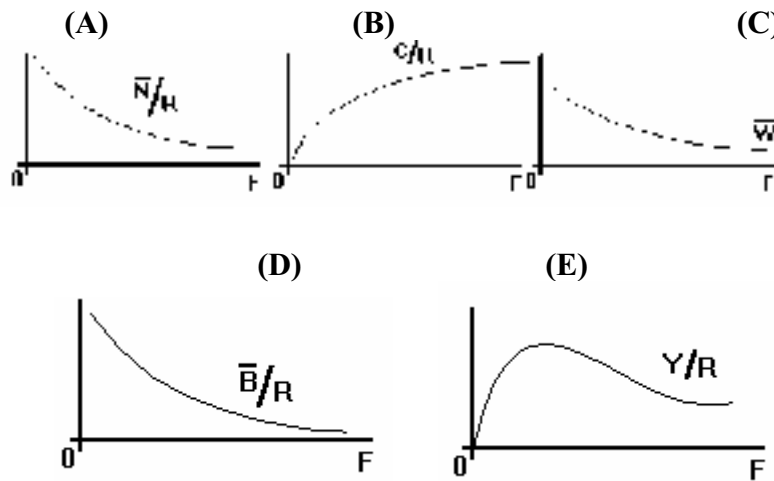 (A) (B) (C)
C/R
N̅/R
W̅
0 0 0
(D) (E)
B̅/R Y/R
0 F 0 F